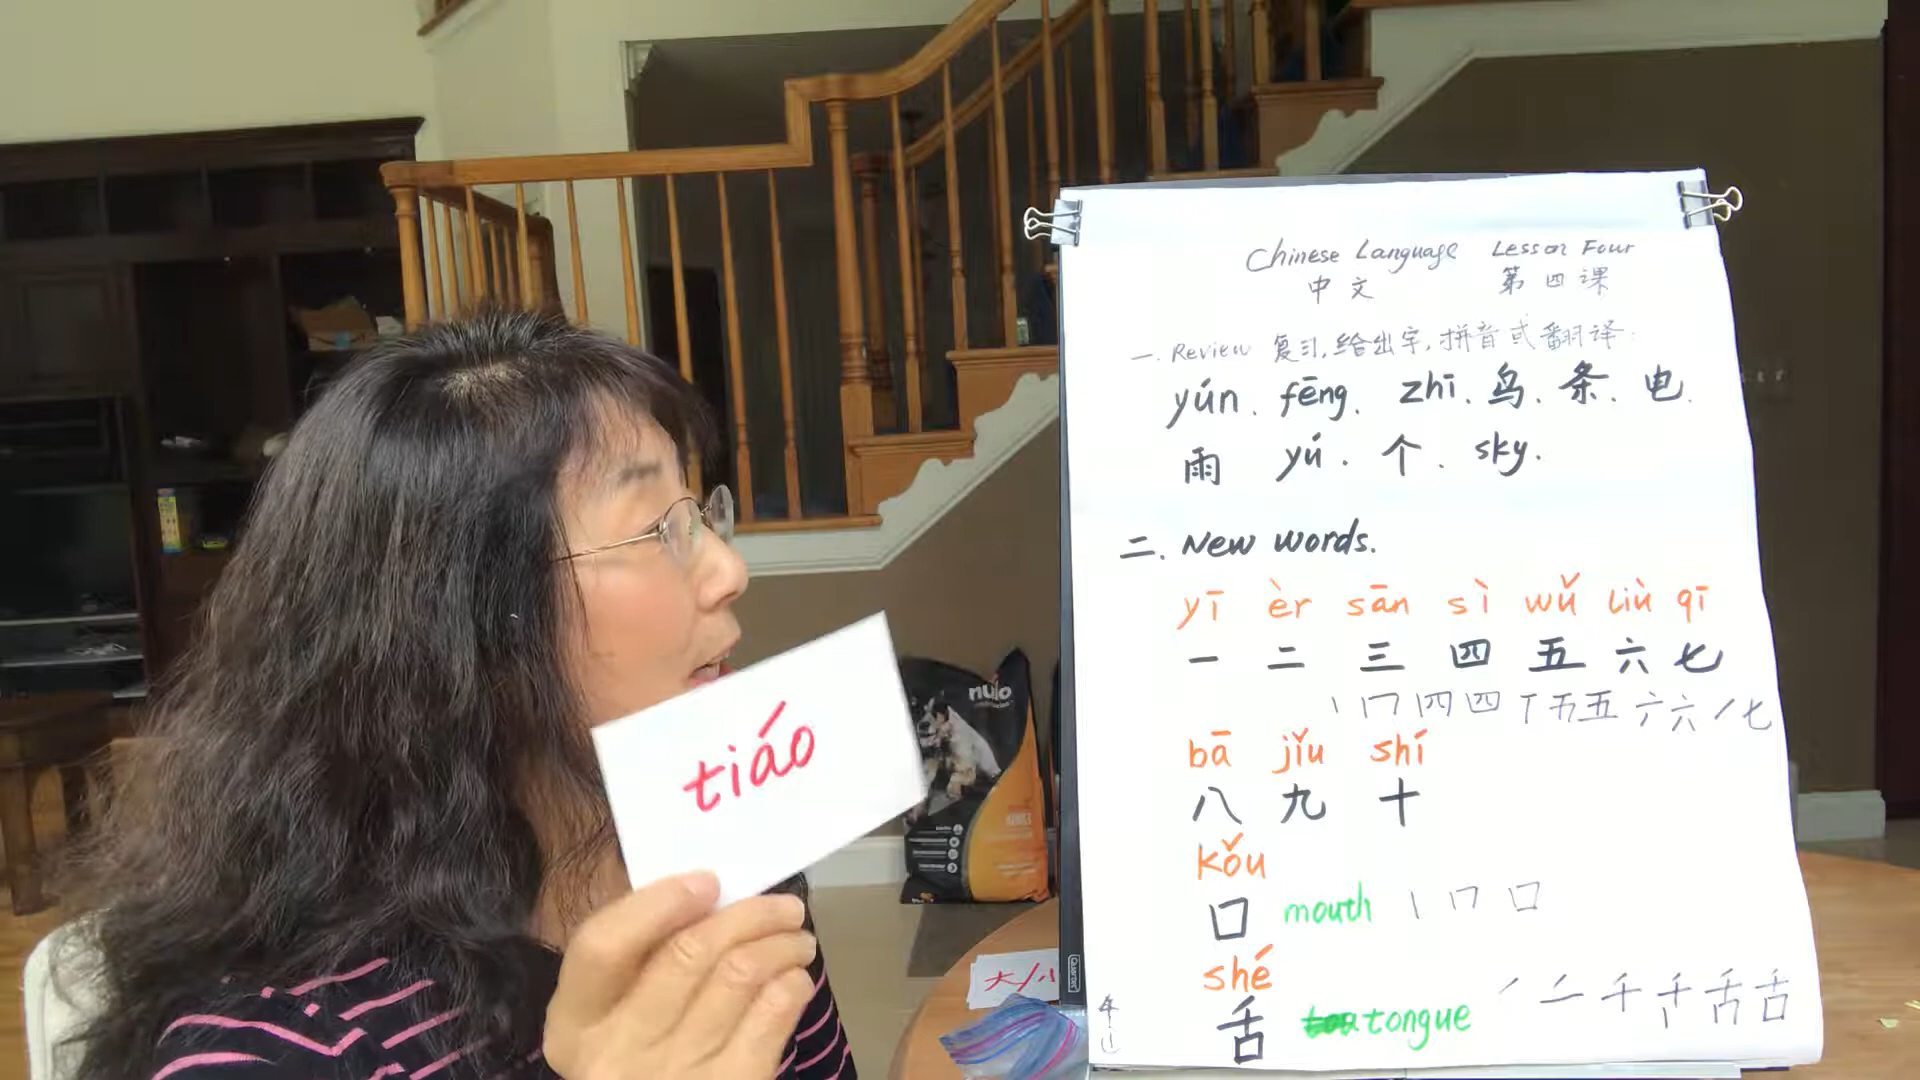 Chinese Language Lesson Four
中文 第四课
一. Review 复习,给出字,拼音或翻译.
yún. fēng. zhī. 鸟. 条. 电.
雨 yú. 个. sky.
二. New words.
yī èr sān sì wǔ liù qī
一 二 三 四 五 六 七
bā jiǔ shí
八 九 十
kǒu
口 mouth
shé
舌 tongue
tiáo
大/小
nulo
QUARTET